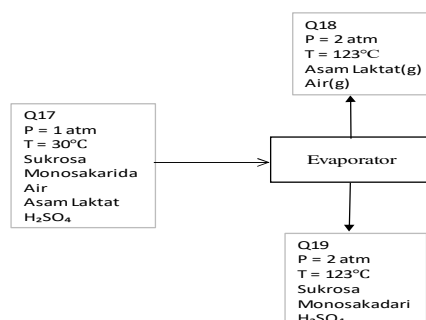 Q18
P = 2 atm
T = 123°C
Asam Laktat(g)
Air(g)
Q17
P = 1 atm
T = 30°C
Sukrosa
Monosakarida
Air
Asam Laktat
H₂SO₄
Evaporator
Q19
P = 2 atm
T = 123°C
Sukrosa
Monosakadari
H₂SO₄